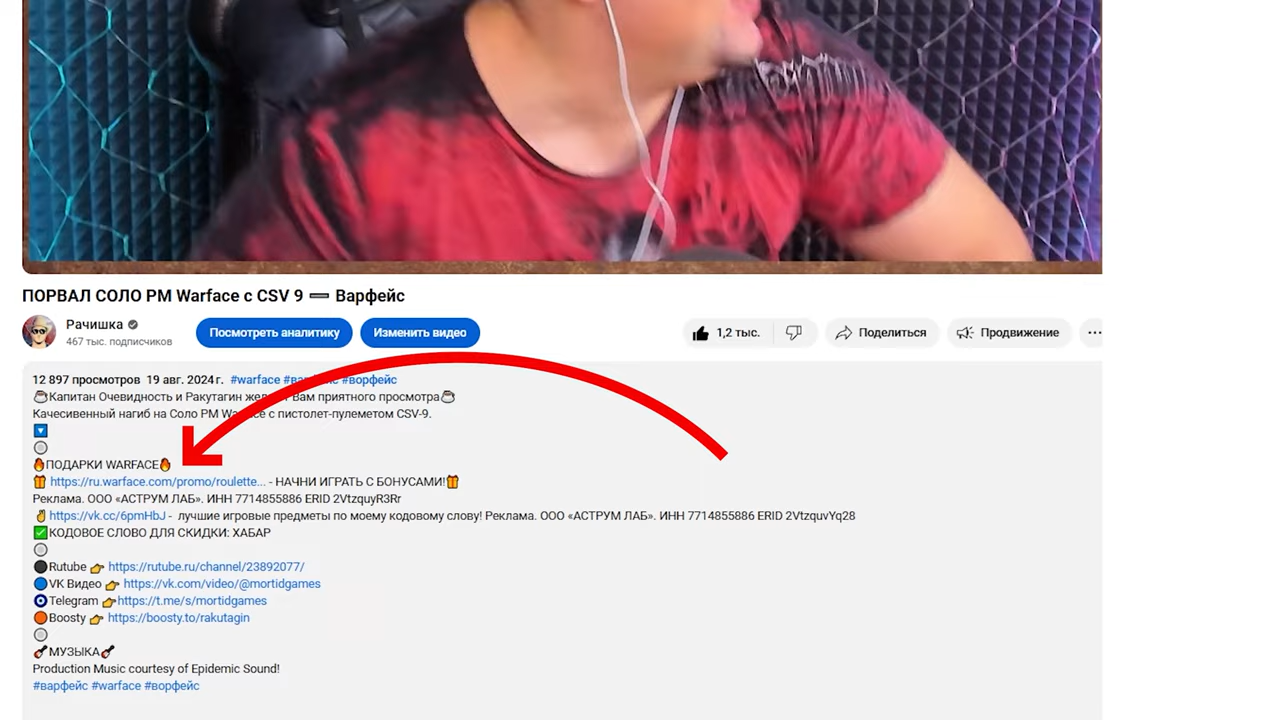 ПОРВАЛ СОЛО РМ Warface с CSV 9 ➖ Варфейс
Рачишка
467 тыс. подписчиков
Посмотреть аналитику
Изменить видео
1,2 тыс.
Поделиться
Продвижение
12 897 просмотров 19 авг. 2024 г. #warface #ворфейс
☕Капитан Очевидность и Ракутагин Вам приятного просмотра☕
Качесивенный нагиб на Соло РМ Warface с пистолет-пулеметом CSV-9.
🔽
⚪
🔥ПОДАРКИ WARFACE🔥
🎁 https://ru.warface.com/promo/roulette... - НАЧНИ ИГРАТЬ С БОНУСАМИ!🎁
Реклама. ООО «АСТРУМ ЛАБ». ИНН 7714855886 ERID 2VtzquyR3Rr
✌https://vk.cc/6pmHbJ - лучшие игровые предметы по моему кодовому слову! Реклама. ООО «АСТРУМ ЛАБ». ИНН 7714855886 ERID 2VtzquvYq28
✅КОДОВОЕ СЛОВО ДЛЯ СКИДКИ: ХАБАР
⚪
⚫Rutube 👉 https://rutube.ru/channel/23892077/
🔵VK Видео 👉 https://vk.com/video/@mortidgames
🧿Telegram 👉https://t.me/s/mortidgames
🟠Boosty 👉 https://boosty.to/rakutagin
⚪
🎸МУЗЫКА🎸
Production Music courtesy of Epidemic Sound!
#варфейс #warface #ворфейс